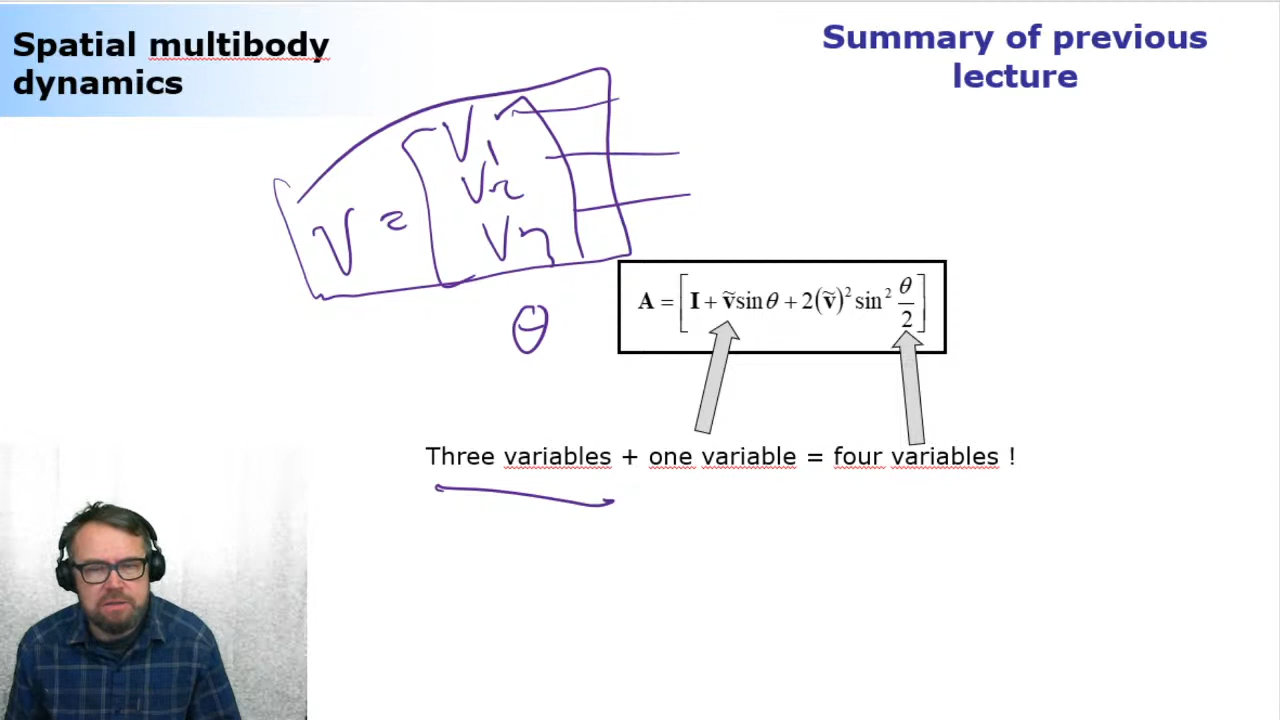 Spatial multibody
dynamics
Summary of previous
lecture
V = [V1
V2
V3
θ
A = [I + ṽsinθ + 2(ṽ)² sin² θ/2]
Three variables + one variable = four variables !